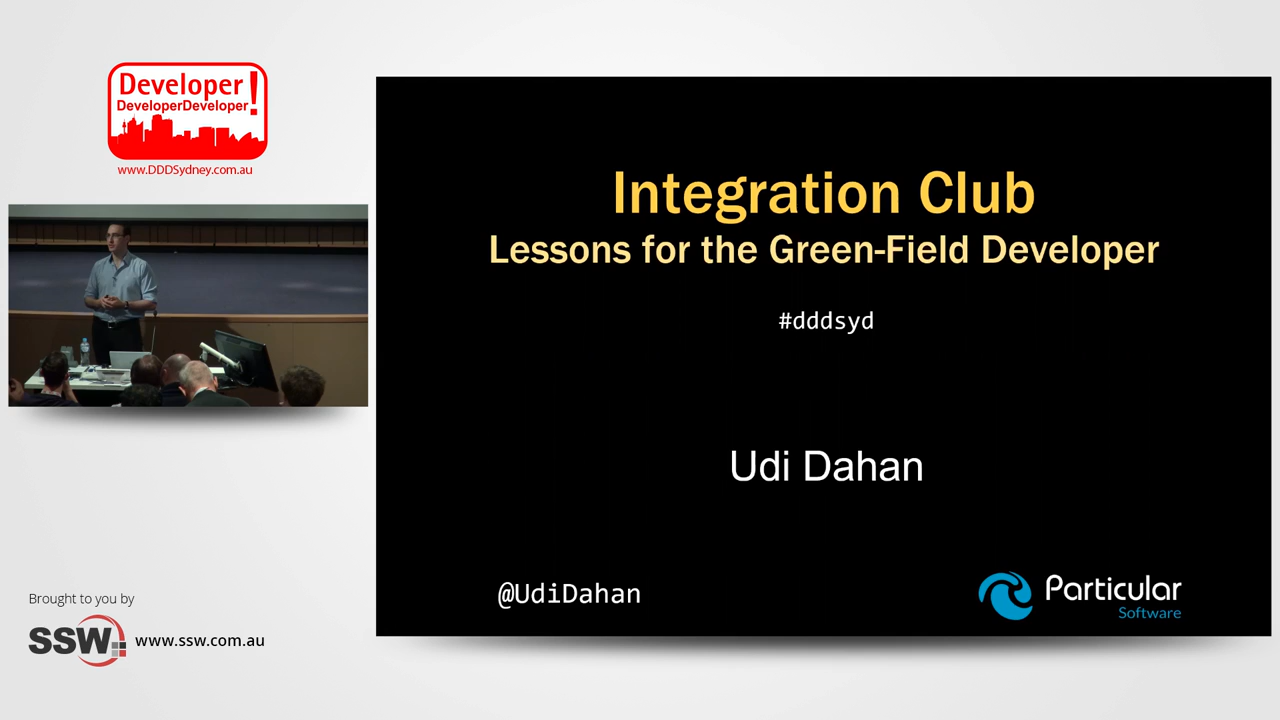 Developer!
DeveloperDeveloper
www.DDDSydney.com.au
Integration Club
Lessons for the Green-Field Developer
#dddsyd
Udi Dahan
@UdiDahan
Particular
Software
Brought to you by
SSW
www.ssw.com.au